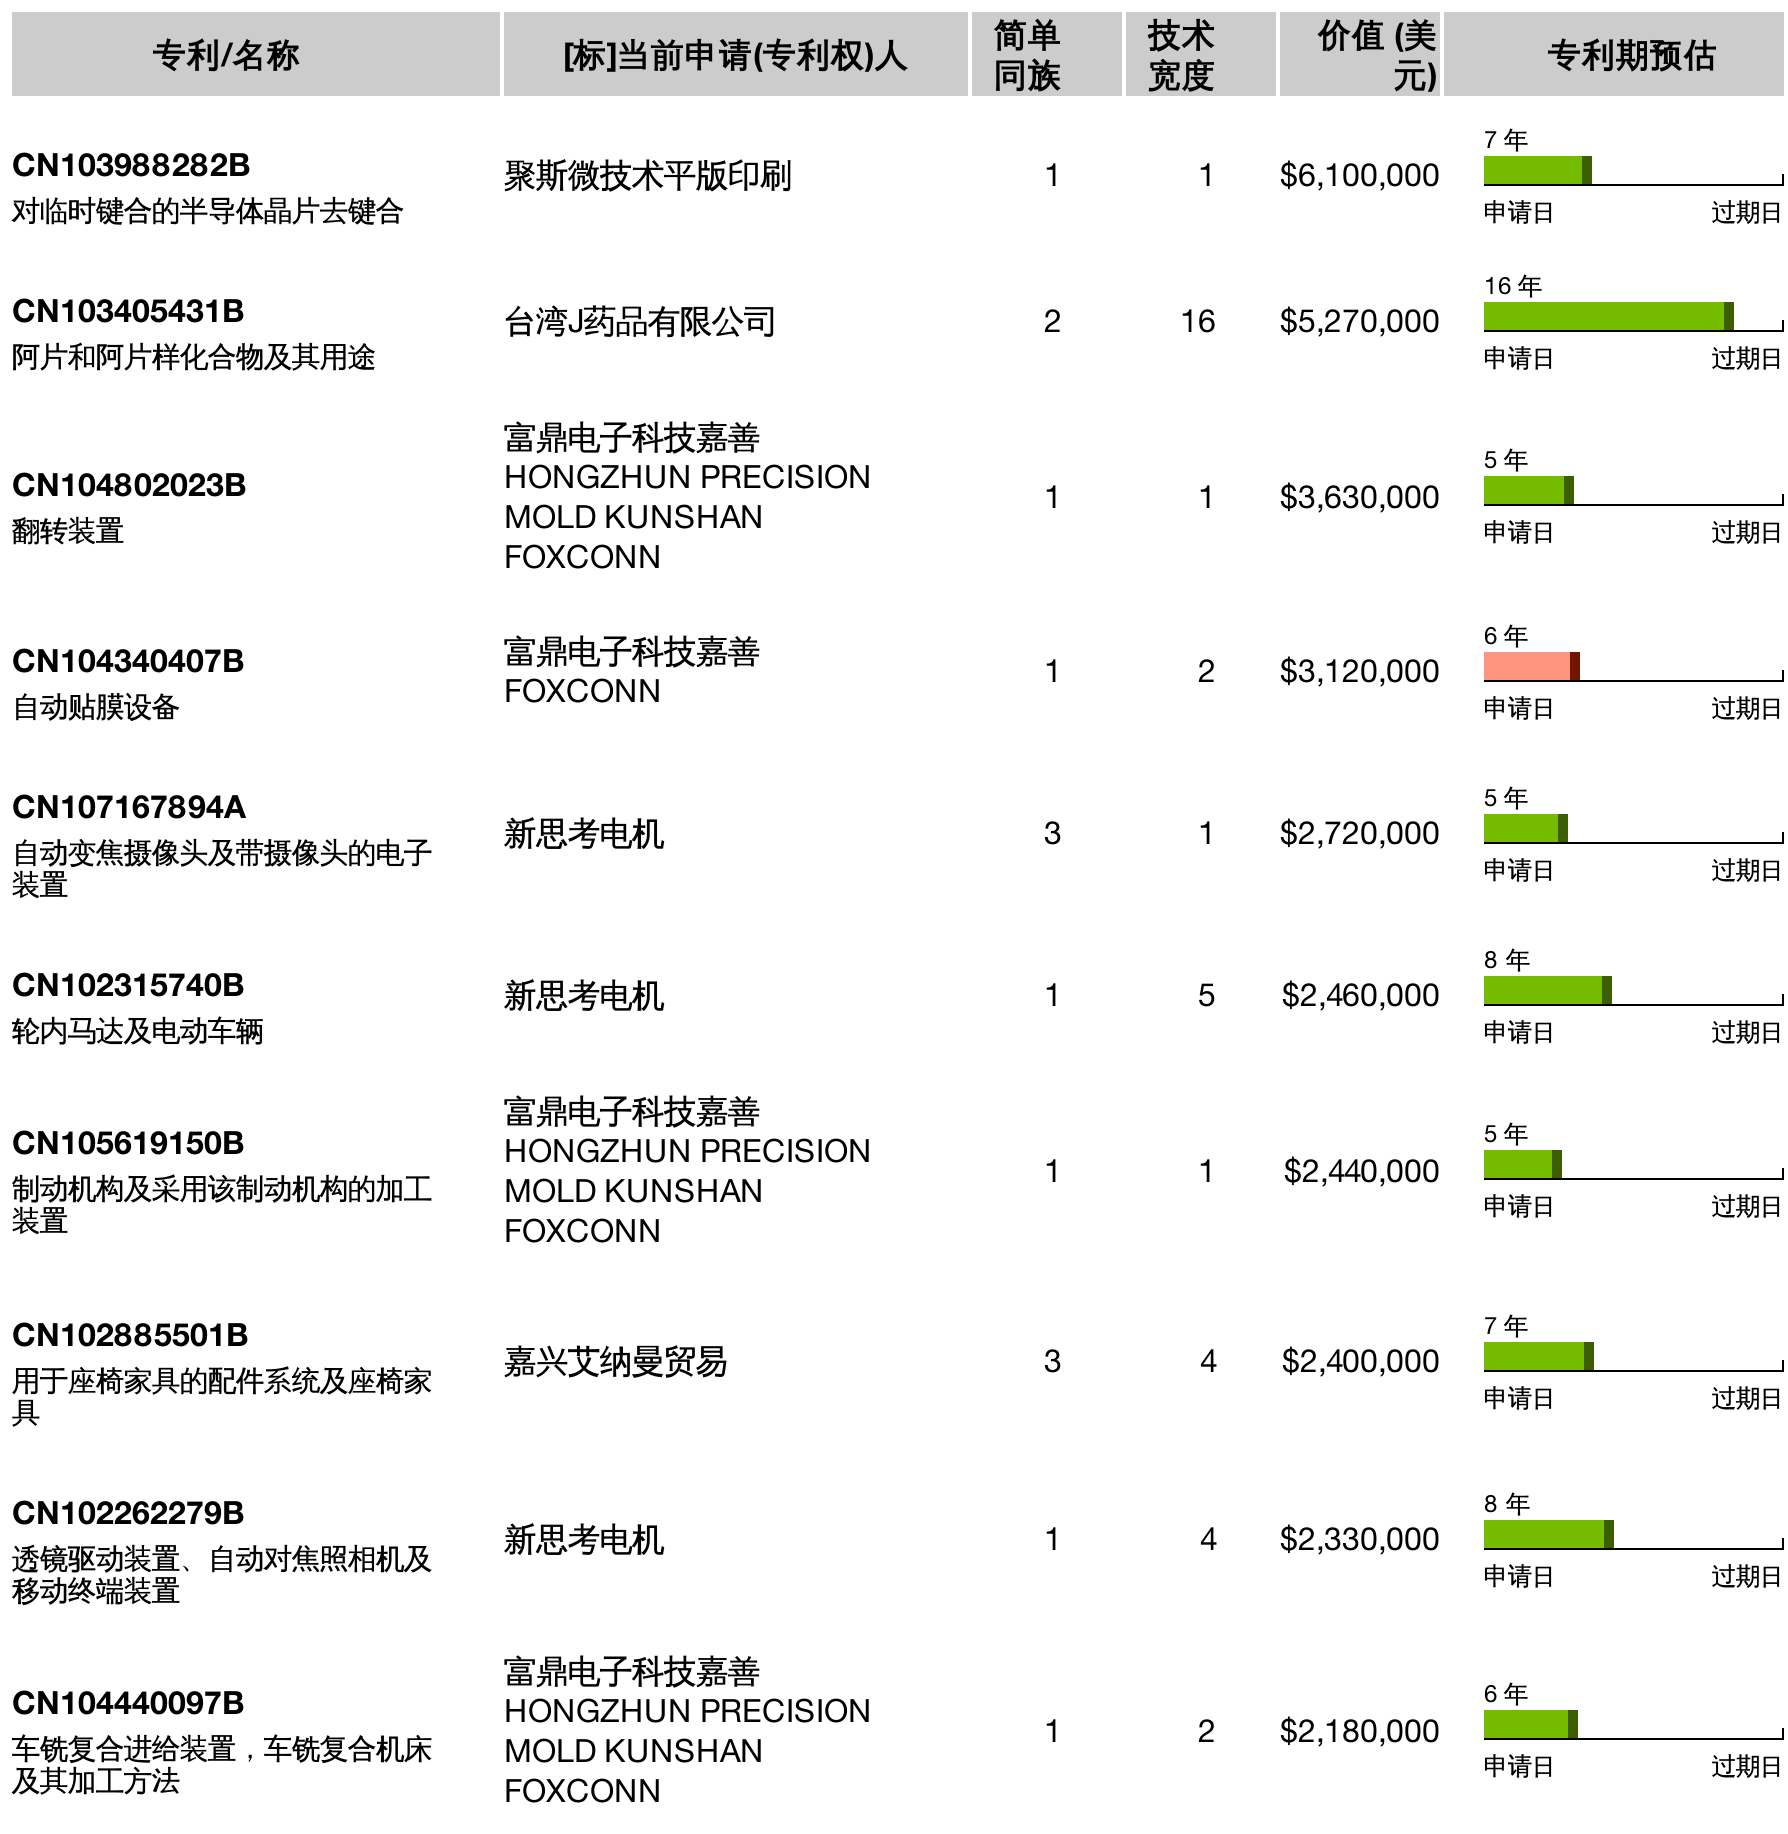 专利/名称
[标]当前申请(专利权)人
简单
同族
技术
宽度
价值 (美
元)
专利期预估
CN103988282B
对临时键合的半导体晶片去键合
聚斯微技术平版印刷
1
1
$6,100,000
7 年
申请日
过期日
CN103405431B
阿片和阿片样化合物及其用途
台湾J药品有限公司
2
16
$5,270,000
16 年
申请日
过期日
CN104802023B
翻转装置
富鼎电子科技嘉善
HONGZHUN PRECISION
MOLD KUNSHAN
FOXCONN
1
1
$3,630,000
5 年
申请日
过期日
CN104340407B
自动贴膜设备
富鼎电子科技嘉善
FOXCONN
1
2
$3,120,000
6 年
申请日
过期日
CN107167894A
自动变焦摄像头及带摄像头的电子
装置
新思考电机
3
1
$2,720,000
5 年
申请日
过期日
CN102315740B
轮内马达及电动车辆
新思考电机
1
5
$2,460,000
8 年
申请日
过期日
CN105619150B
制动机构及采用该制动机构的加工
装置
富鼎电子科技嘉善
HONGZHUN PRECISION
MOLD KUNSHAN
FOXCONN
1
1
$2,440,000
5 年
申请日
过期日
CN102885501B
用于座椅家具的配件系统及座椅家
具
嘉兴艾纳曼贸易
3
4
$2,400,000
7 年
申请日
过期日
CN102262279B
透镜驱动装置、自动对焦照相机及
移动终端装置
新思考电机
1
4
$2,330,000
8 年
申请日
过期日
CN104440097B
车铣复合进给装置，车铣复合机床
及其加工方法
富鼎电子科技嘉善
HONGZHUN PRECISION
MOLD KUNSHAN
FOXCONN
1
2
$2,180,000
6 年
申请日
过期日